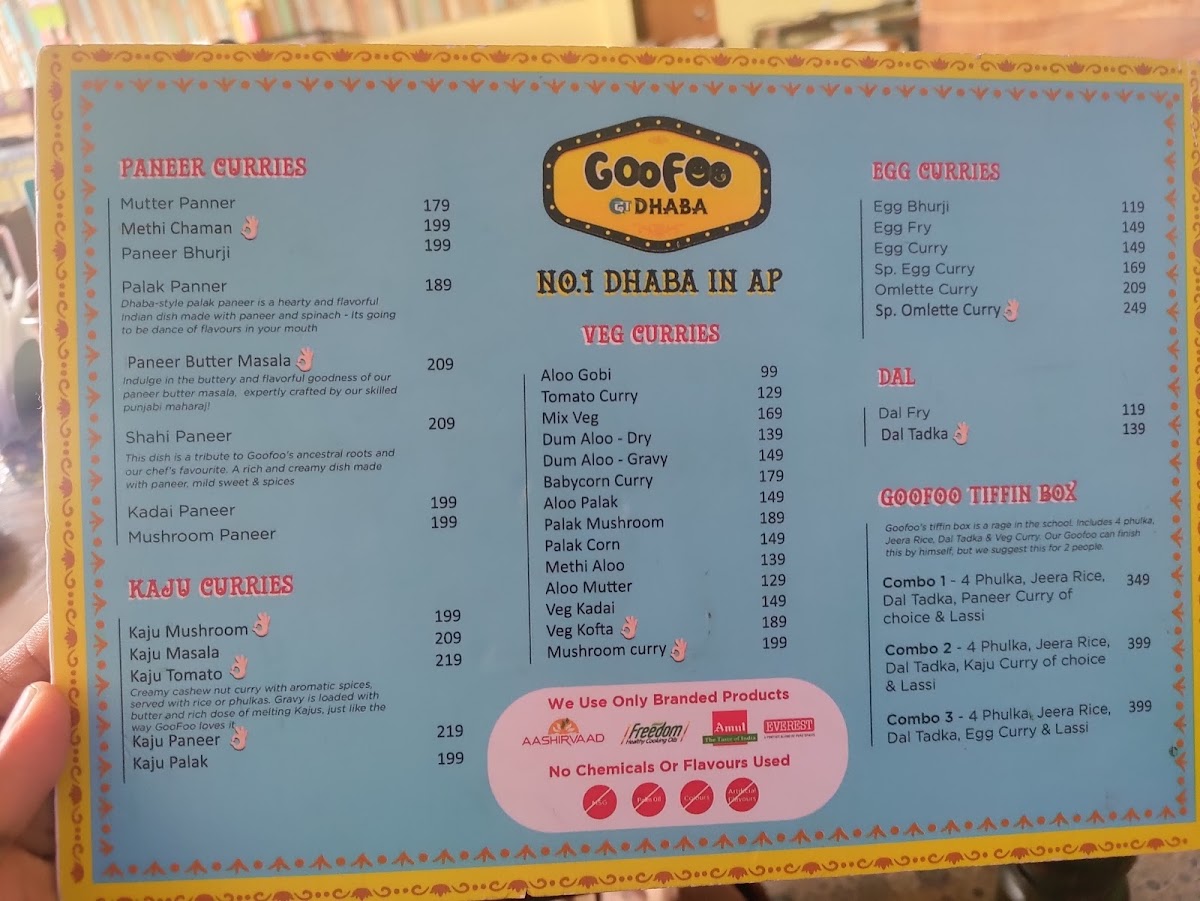 PANEER CURRIES
Mutter Panner 179
Methi Chaman 199
Paneer Bhurji 199
Palak Panner 189
Dhaba-style palak paneer is a hearty and flavorful
Indian dish made with paneer and spinach - Its going
to be dance of flavours in your mouth
Paneer Butter Masala 209
Indulge in the buttery and flavorful goodness of our
paneer butter masala, expertly crafted by our skilled
punjabi maharaj!
Shahi Paneer 209
This dish is a tribute to Goofoo's ancestral roots and
our chef's favourite. A rich and creamy dish made
with paneer, mild sweet & spices
Kadai Paneer 199
Mushroom Paneer 199
KAJU CURRIES
Kaju Mushroom 199
Kaju Masala 209
Kaju Tomato 219
Creamy cashew nut curry with aromatic spices,
served with rice or phulkas. Gravy is loaded with
butter and rich dose of melting Kajus, just like the
way GooFoo loves it
Kaju Paneer 219
Kaju Palak 199
GOOFOO
GT DHABA
NO.1 DHABA IN AP
VEG CURRIES
Aloo Gobi 99
Tomato Curry 129
Mix Veg 169
Dum Aloo - Dry 139
Dum Aloo - Gravy 149
Babycorn Curry 179
Aloo Palak 149
Palak Mushroom 189
Palak Corn 149
Methi Aloo 139
Aloo Mutter 129
Veg Kadai 149
Veg Kofta 189
Mushroom curry 199
We Use Only Branded Products
AASHIRVAAD
Freedom
Healthy Cooking Oils
Amul
The Taste of India
EVEREST
No Chemicals Or Flavours Used
MSG
Palm Oil
Colours
Artificial
Flavours
EGG CURRIES
Egg Bhurji 119
Egg Fry 149
Egg Curry 149
Sp. Egg Curry 169
Omlette Curry 209
Sp. Omlette Curry 249
DAL
Dal Fry 119
Dal Tadka 139
GOOFOO TIFFIN BOX
Goofoo's tiffin box is a rage in the school. Includes 4 phulka,
Jeera Rice, Dal Tadka & Veg Curry. Our Goofoo can finish
this by himself, but we suggest this for 2 people.
Combo 1 - 4 Phulka, Jeera Rice, 349
Dal Tadka, Paneer Curry of
choice & Lassi
Combo 2 - 4 Phulka, Jeera Rice, 399
Dal Tadka, Kaju Curry of choice
& Lassi
Combo 3 - 4 Phulka, Jeera Rice, 399
Dal Tadka, Egg Curry & Lassi